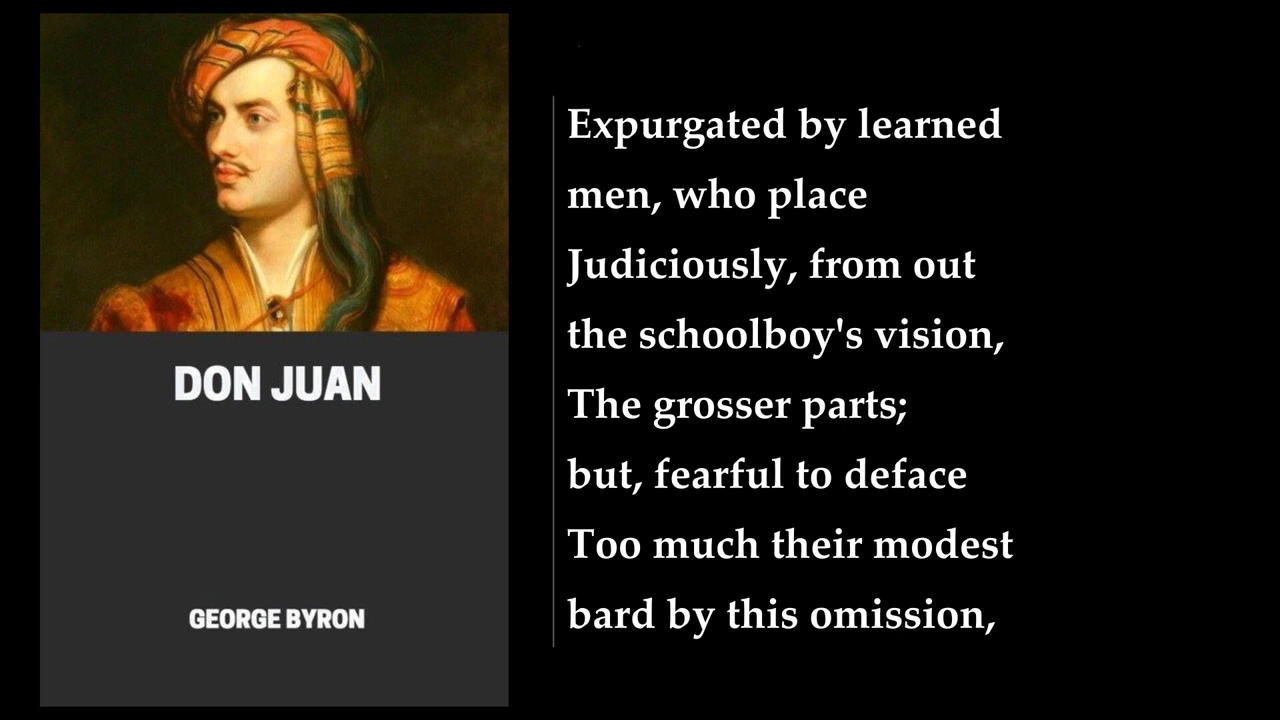 DON JUAN
GEORGE BYRON
Expurgated by learned
men, who place
Judiciously, from out
the schoolboy's vision,
The grosser parts;
but, fearful to deface
Too much their modest
bard by this omission,